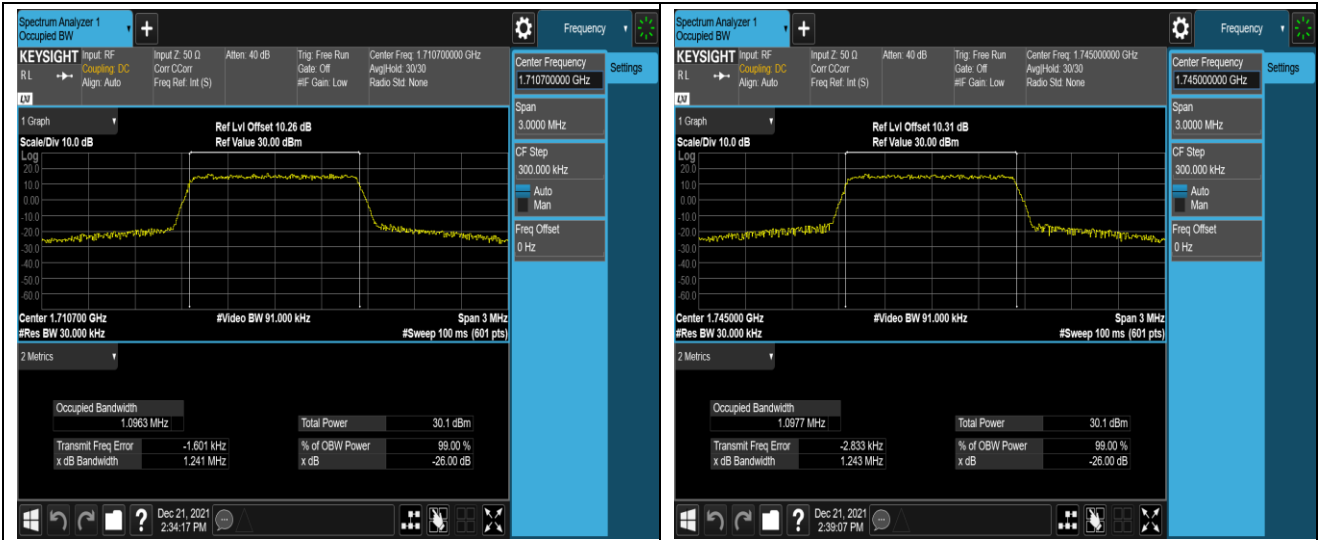 Spectrum Analyzer 1
Occupied BW
+
Frequency
KEYSIGHT
RL
LXI
Input: RF
Coupling: DC
Align: Auto
Input Z: 50 Ω
Corr CCorr
Freq Ref: Int (S)
Atten: 40 dB
Trig: Free Run
Gate: Off
#IF Gain: Low
Center Freq: 1.710700000 GHz
Avg|Hold: 30/30
Radio Std: None
Center Frequency
1.710700000 GHz
Settings
Span
3.0000 MHz
CF Step
300.000 kHz
Auto
Man
Freq Offset
0 Hz
1 Graph
Scale/Div 10.0 dB
Ref Lvl Offset 10.26 dB
Ref Value 30.00 dBm
Log
20.0
10.0
0.00
-10.0
-20.0
-30.0
-40.0
-50.0
-60.0
Center 1.710700 GHz
#Res BW 30.000 kHz
#Video BW 91.000 kHz
Span 3 MHz
#Sweep 100 ms (601 pts)
2 Metrics
Occupied Bandwidth
1.0963 MHz
Total Power 30.1 dBm
Transmit Freq Error -1.601 kHz
% of OBW Power 99.00 %
x dB Bandwidth 1.241 MHz
x dB -26.00 dB
?
Dec 21, 2021
2:34:17 PM
Spectrum Analyzer 1
Occupied BW
+
Frequency
KEYSIGHT
RL
LXI
Input: RF
Coupling: DC
Align: Auto
Input Z: 50 Ω
Corr CCorr
Freq Ref: Int (S)
Atten: 40 dB
Trig: Free Run
Gate: Off
#IF Gain: Low
Center Freq: 1.745000000 GHz
Avg|Hold: 30/30
Radio Std: None
Center Frequency
1.745000000 GHz
Settings
Span
3.0000 MHz
CF Step
300.000 kHz
Auto
Man
Freq Offset
0 Hz
1 Graph
Scale/Div 10.0 dB
Ref Lvl Offset 10.31 dB
Ref Value 30.00 dBm
Log
20.0
10.0
0.00
-10.0
-20.0
-30.0
-40.0
-50.0
-60.0
Center 1.745000 GHz
#Res BW 30.000 kHz
#Video BW 91.000 kHz
Span 3 MHz
#Sweep 100 ms (601 pts)
2 Metrics
Occupied Bandwidth
1.0977 MHz
Total Power 30.1 dBm
Transmit Freq Error -2.833 kHz
% of OBW Power 99.00 %
x dB Bandwidth 1.243 MHz
x dB -26.00 dB
?
Dec 21, 2021
2:39:07 PM